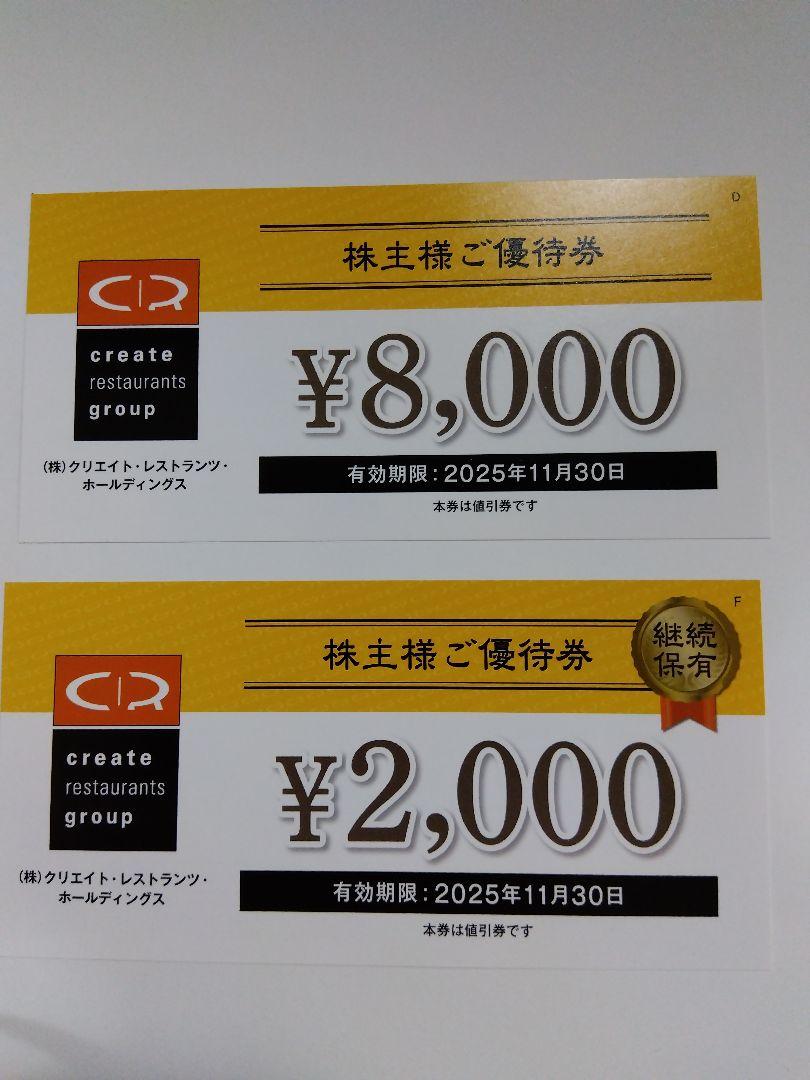 D
株主様ご優待券
CIR
create
restaurants
group
¥8,000
(株)クリエイト・レストランツ・
ホールディングス
有効期限:2025年11月30日
本券は値引券です
F
株主様ご優待券
継続
保有
CIR
create
restaurants
group
¥2,000
(株)クリエイト・レストランツ・
ホールディングス
有効期限:2025年11月30日
本券は値引券です